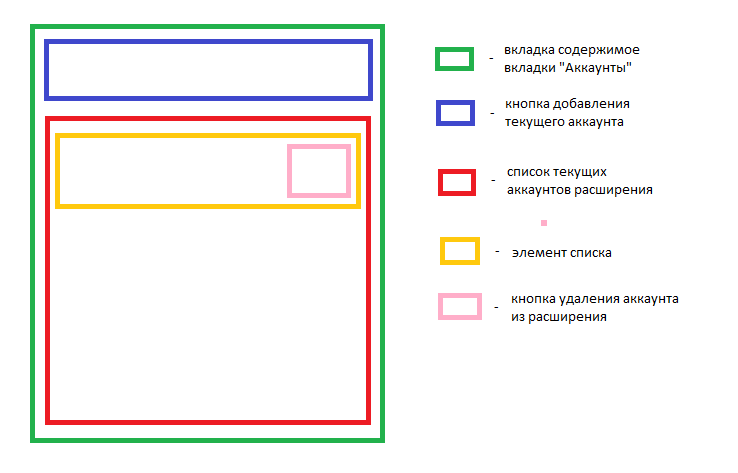 - вкладка содержимое
вкладки "Аккаунты"
- кнопка добавления
текущего аккаунта
- список текущих
аккаунтов расширения
- элемент списка
- кнопка удаления аккаунта
из расширения